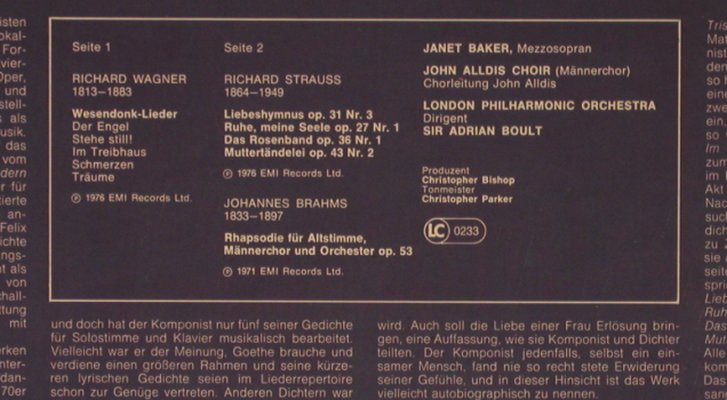 Seite 1
RICHARD WAGNER
1813–1883
Wesendonk-Lieder
Der Engel
Stehe still!
Im Treibhaus
Schmerzen
Träume
Ⓟ 1976 EMI Records Ltd.
Seite 2
RICHARD STRAUSS
1864–1949
Liebeshymnus op. 31 Nr. 3
Ruhe, meine Seele op. 27 Nr. 1
Das Rosenband op. 36 Nr. 1
Muttertändelei op. 43 Nr. 2
Ⓟ 1976 EMI Records Ltd.
JOHANNES BRAHMS
1833–1897
Rhapsodie für Altstimme,
Männerchor und Orchester op. 53
Ⓟ 1971 EMI Records Ltd.
JANET BAKER, Mezzosopran
JOHN ALLDIS CHOIR (Männerchor)
Chorleitung John Alldis
LONDON PHILHARMONIC ORCHESTRA
Dirigent
SIR ADRIAN BOULT
Produzent
Christopher Bishop
Tonmeister
Christopher Parker
LC 0233
und doch hat der Komponist nur fünf seiner Gedichte
für Solostimme und Klavier musikalisch bearbeitet.
Vielleicht war er der Meinung, Goethe brauche und
verdiene einen größeren Rahmen und seine kürze-
ren lyrischen Gedichte seien im Liederrepertoire
schon zur Genüge vertreten. Anderen Dichtern war
wird. Auch soll die Liebe einer Frau Erlösung brin-
gen, eine Auffassung, wie sie Komponist und Dichter
teilten. Der Komponist jedenfalls, selbst ein ein-
samer Mensch, fand nie so recht stete Erwiderung
seiner Gefühle, und in dieser Hinsicht ist das Werk
vielleicht autobiographisch zu nennen.